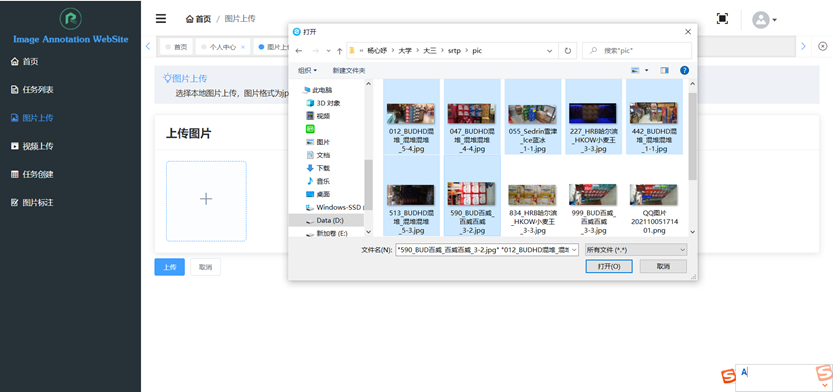 Image Annotation WebSite
首页
任务列表
图片上传
视频上传
任务创建
图片标注
首页 / 图片上传
首页
个人中心 ×
图片上
图片上传
选择本地图片上传，图片格式为jp
上传图片
上传
取消
打开
« 杨心妤 › 大学 › 大三 › srtp › pic
搜索"pic"
组织
新建文件夹
此电脑
3D 对象
视频
图片
文档
下载
音乐
桌面
Windows-SSD
Data (D:)
新加卷 (E:)
012_BUDHD混堆_混堆混堆_5-4.jpg
047_BUDHD混堆_混堆混堆_4-4.jpg
055_Sedrin雪津_Ice蓝冰_1-1.jpg
227_HRB哈尔滨_HKOW小麦王_3-3.jpg
442_BUDHD混堆_混堆混堆_1-1.jpg
513_BUDHD混堆_混堆混堆_5-3.jpg
590_BUD百威_百威百威_3-2.jpg
834_HRB哈尔滨_HKOW小麦王_3-3.jpg
999_BUD百威_百威百威_3-3.jpg
QQ图片20211005171401.png
文件名(N):
"590_BUD百威_百威百威_3-2.jpg" "012_BUDHD混堆_混堆
所有文件 (*.*)
打开(O)
取消
A